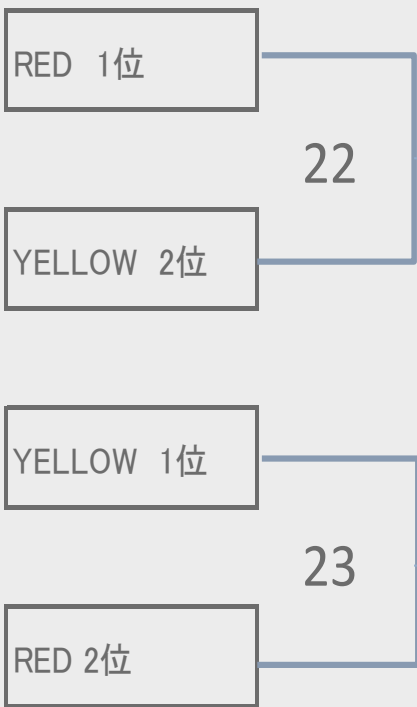 RED 1位
22
YELLOW 2位
YELLOW 1位
23
RED 2位